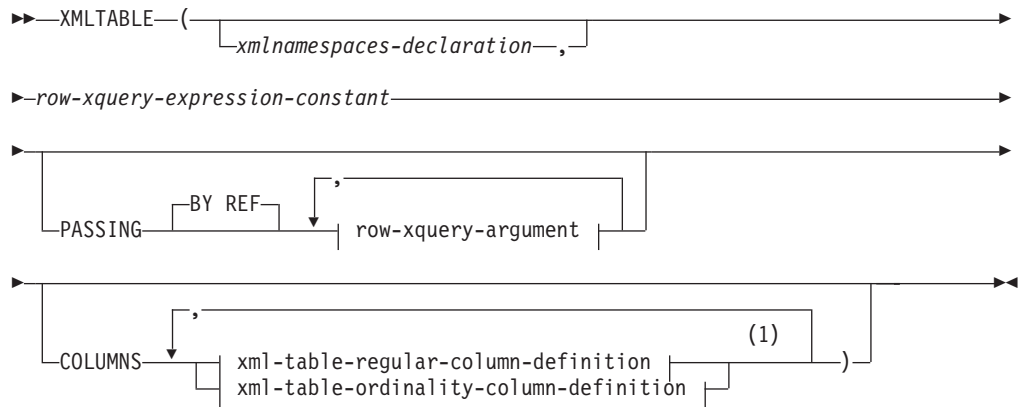 XMLTABLE (
xmlnamespaces-declaration ,
row-xquery-expression-constant
,
BY REF
PASSING row-xquery-argument
,
(1)
COLUMNS xml-table-regular-column-definition )
xml-table-ordinality-column-definition